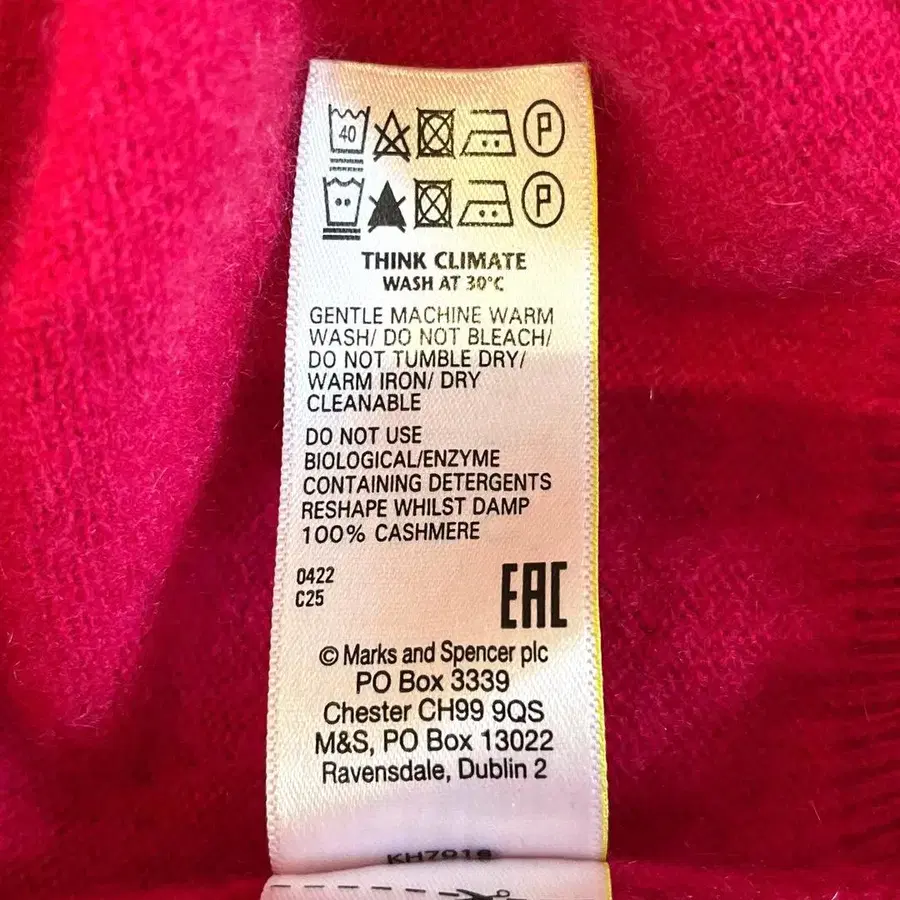 40 P
P
THINK CLIMATE
WASH AT 30°C
GENTLE MACHINE WARM
WASH/ DO NOT BLEACH/
DO NOT TUMBLE DRY/
WARM IRON/ DRY
CLEANABLE
DO NOT USE
BIOLOGICAL/ENZYME
CONTAINING DETERGENTS
RESHAPE WHILST DAMP
100% CASHMERE
0422
C25
EAC
© Marks and Spencer plc
PO Box 3339
Chester CH99 9QS
M&S, PO Box 13022
Ravensdale, Dublin 2